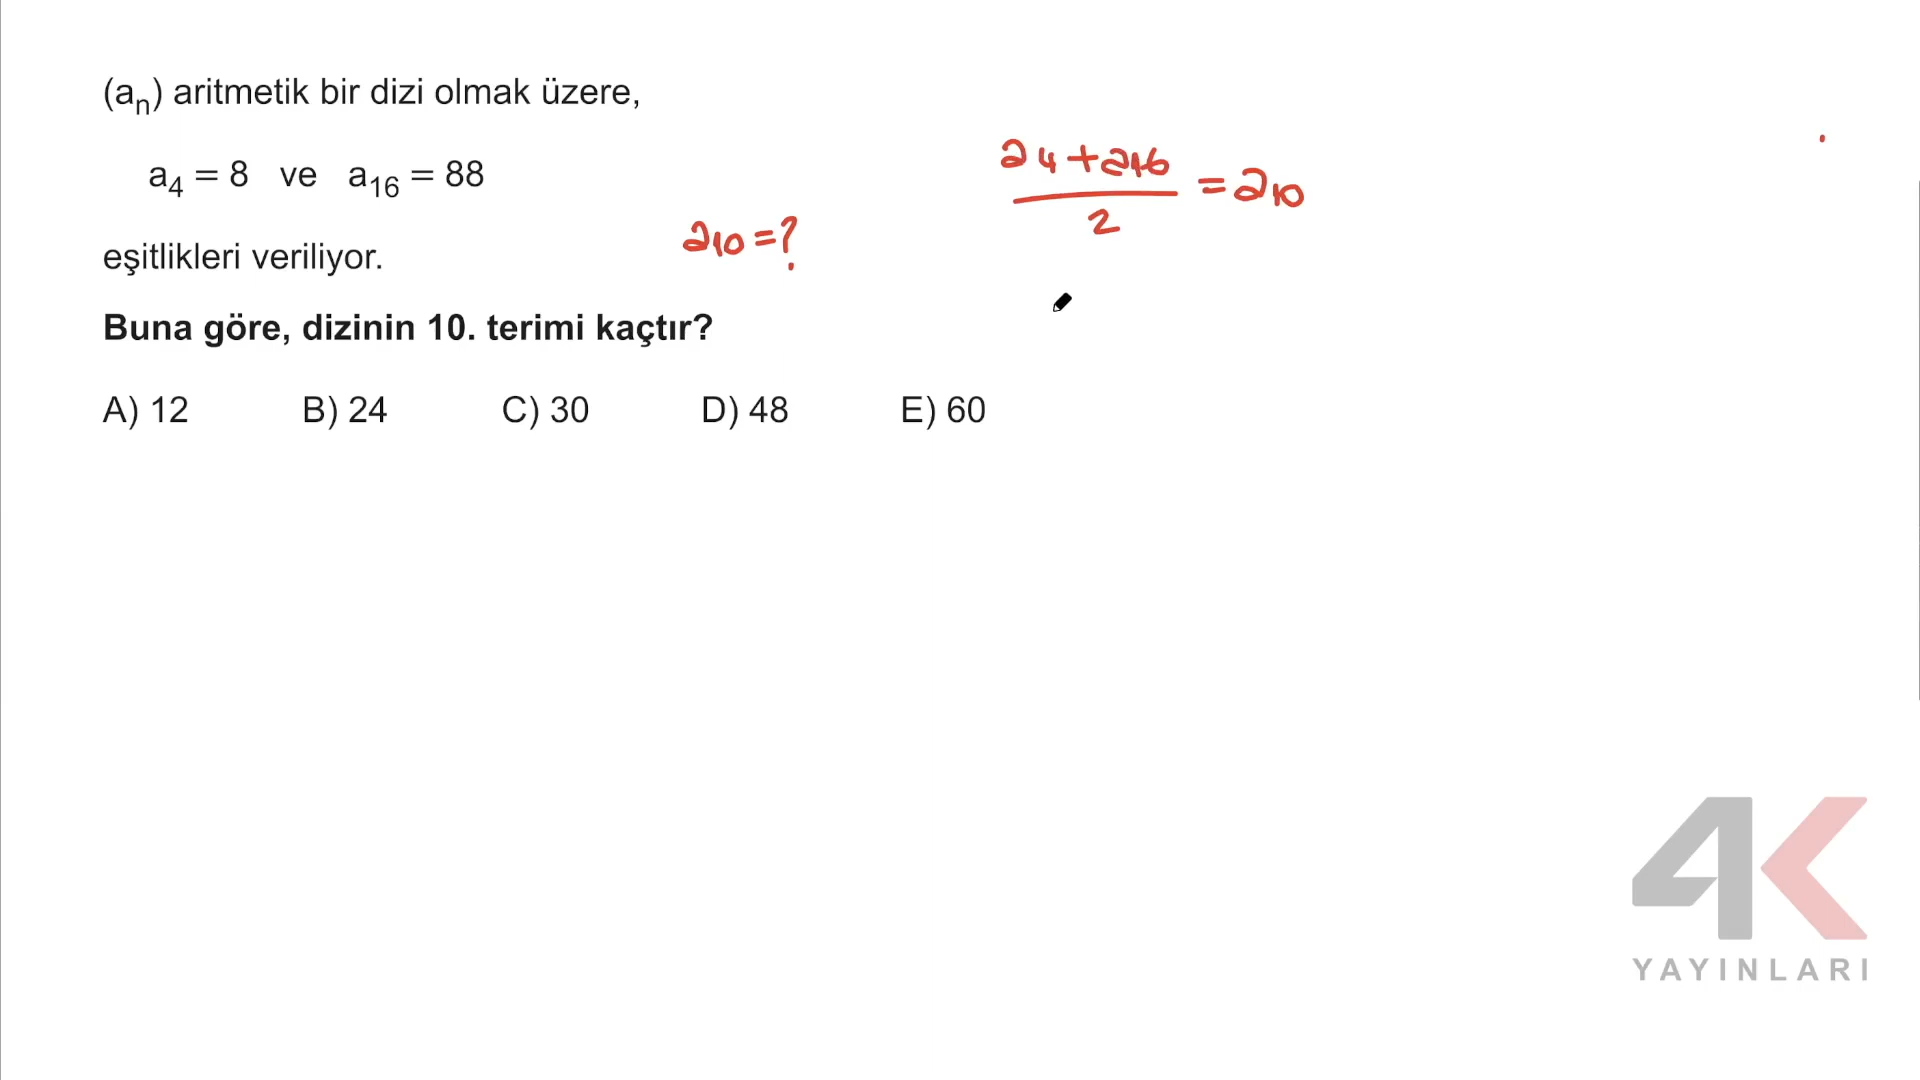 (aₙ) aritmetik bir dizi olmak üzere,
a₄ = 8 ve a₁₆ = 88
eşitlikleri veriliyor.
a₁₀ = ?
(a₄ + a₁₆) / 2 = a₁₀
Buna göre, dizinin 10. terimi kaçtır?
A) 12 B) 24 C) 30 D) 48 E) 60
4K
YAYINLARI